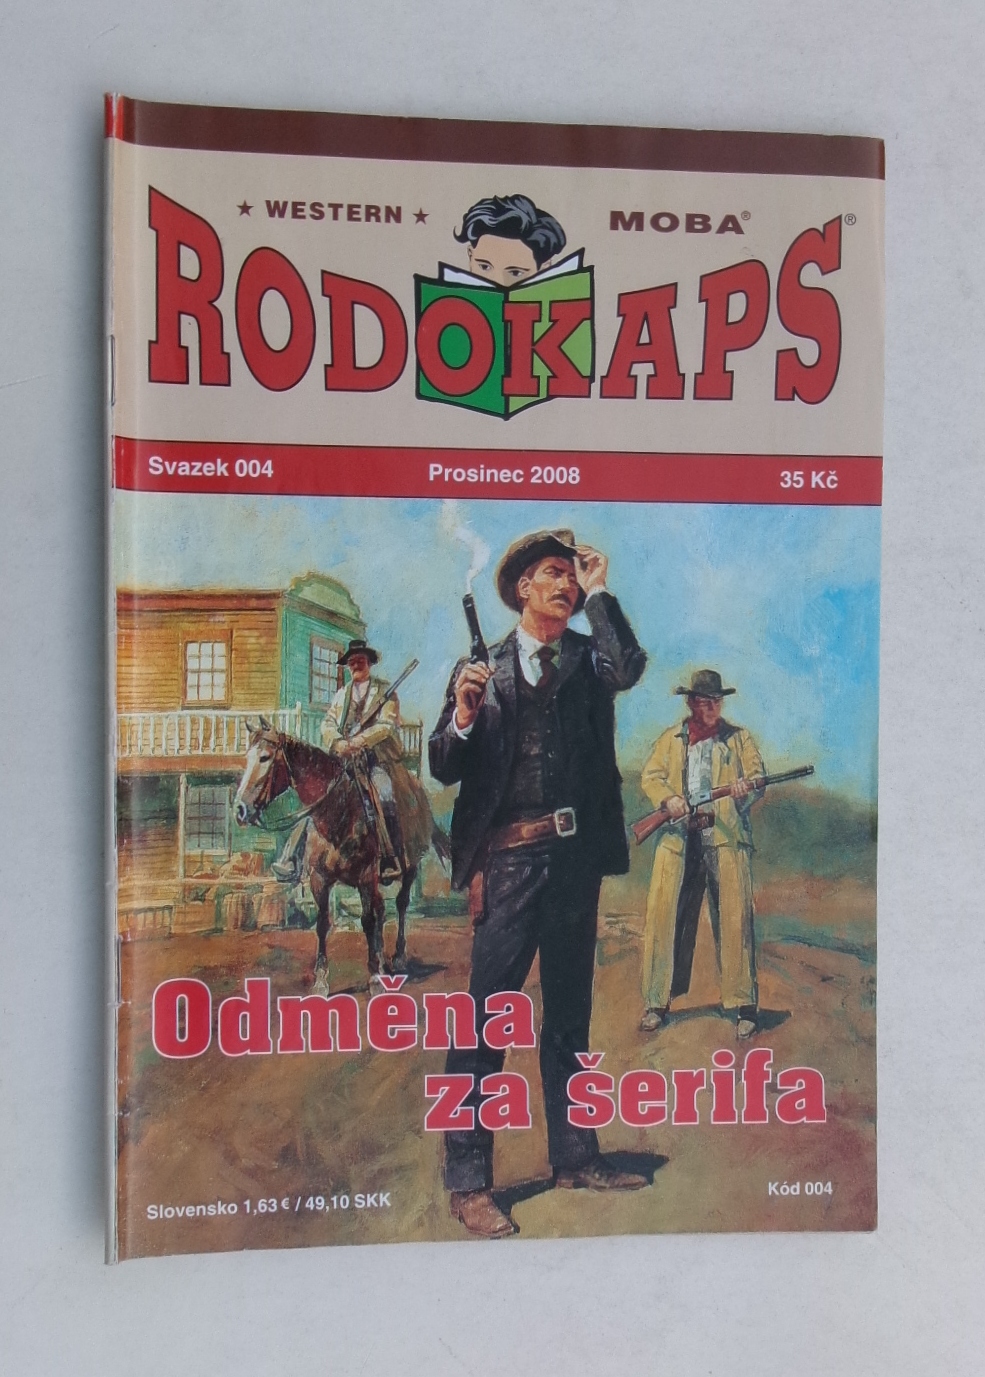 ★ WESTERN ★ MOBA®
RODOKAPS®
Svazek 004 Prosinec 2008 35 Kč
Odměna
za šerifa
Slovensko 1,63 € / 49,10 SKK Kód 004